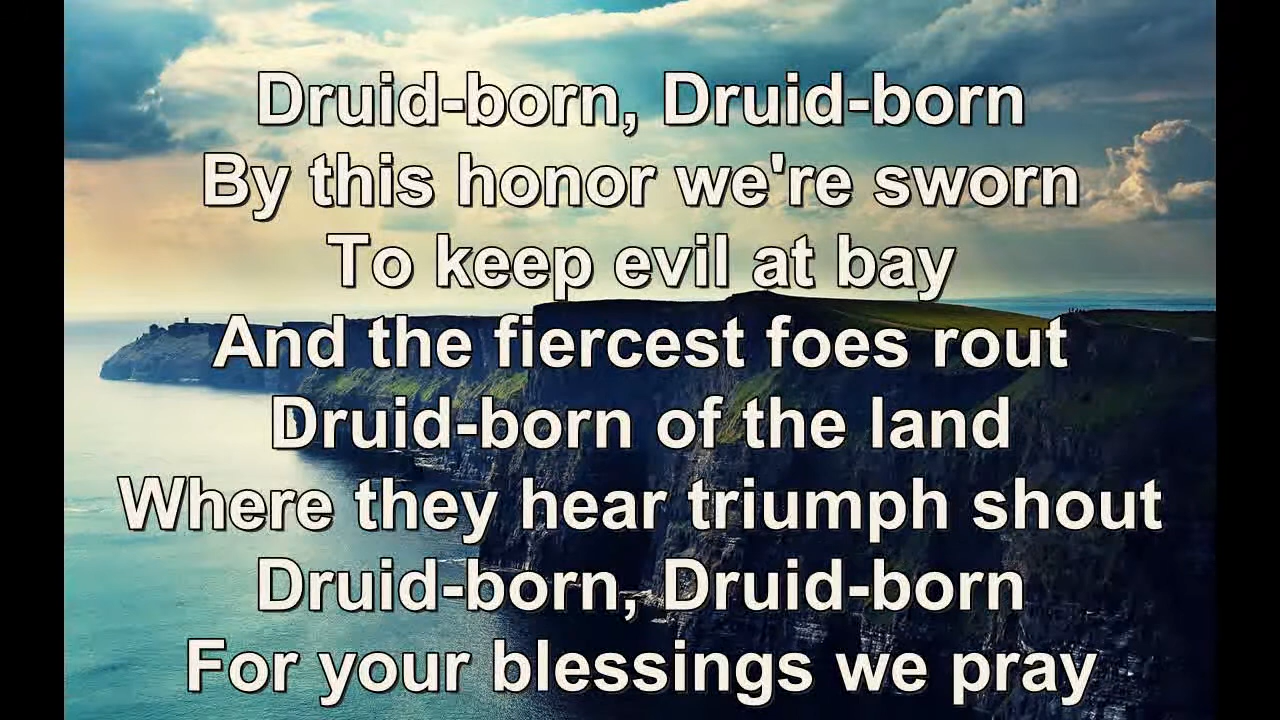 Druid-born, Druid-born
By this honor we're sworn
To keep evil at bay
And the fiercest foes rout
Druid-born of the land
Where they hear triumph shout
Druid-born, Druid-born
For your blessings we pray